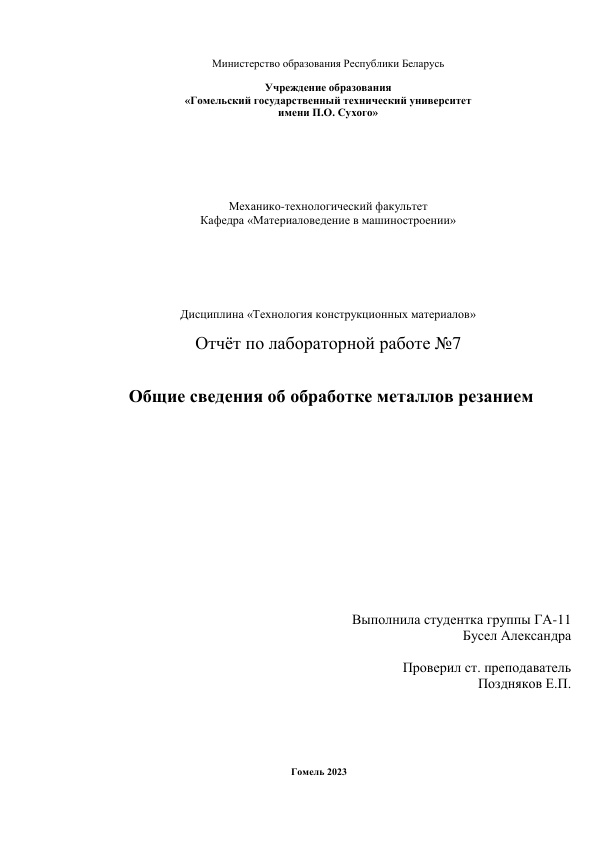 Министерство образования Республики Беларусь
Учреждение образования
«Гомельский государственный технический университет
имени П.О. Сухого»
Механико-технологический факультет
Кафедра «Материаловедение в машиностроении»
Дисциплина «Технология конструкционных материалов»
Отчёт по лабораторной работе №7
Общие сведения об обработке металлов резанием
Выполнила студентка группы ГА-11
Бусел Александра
Проверил ст. преподаватель
Поздняков Е.П.
Гомель 2023